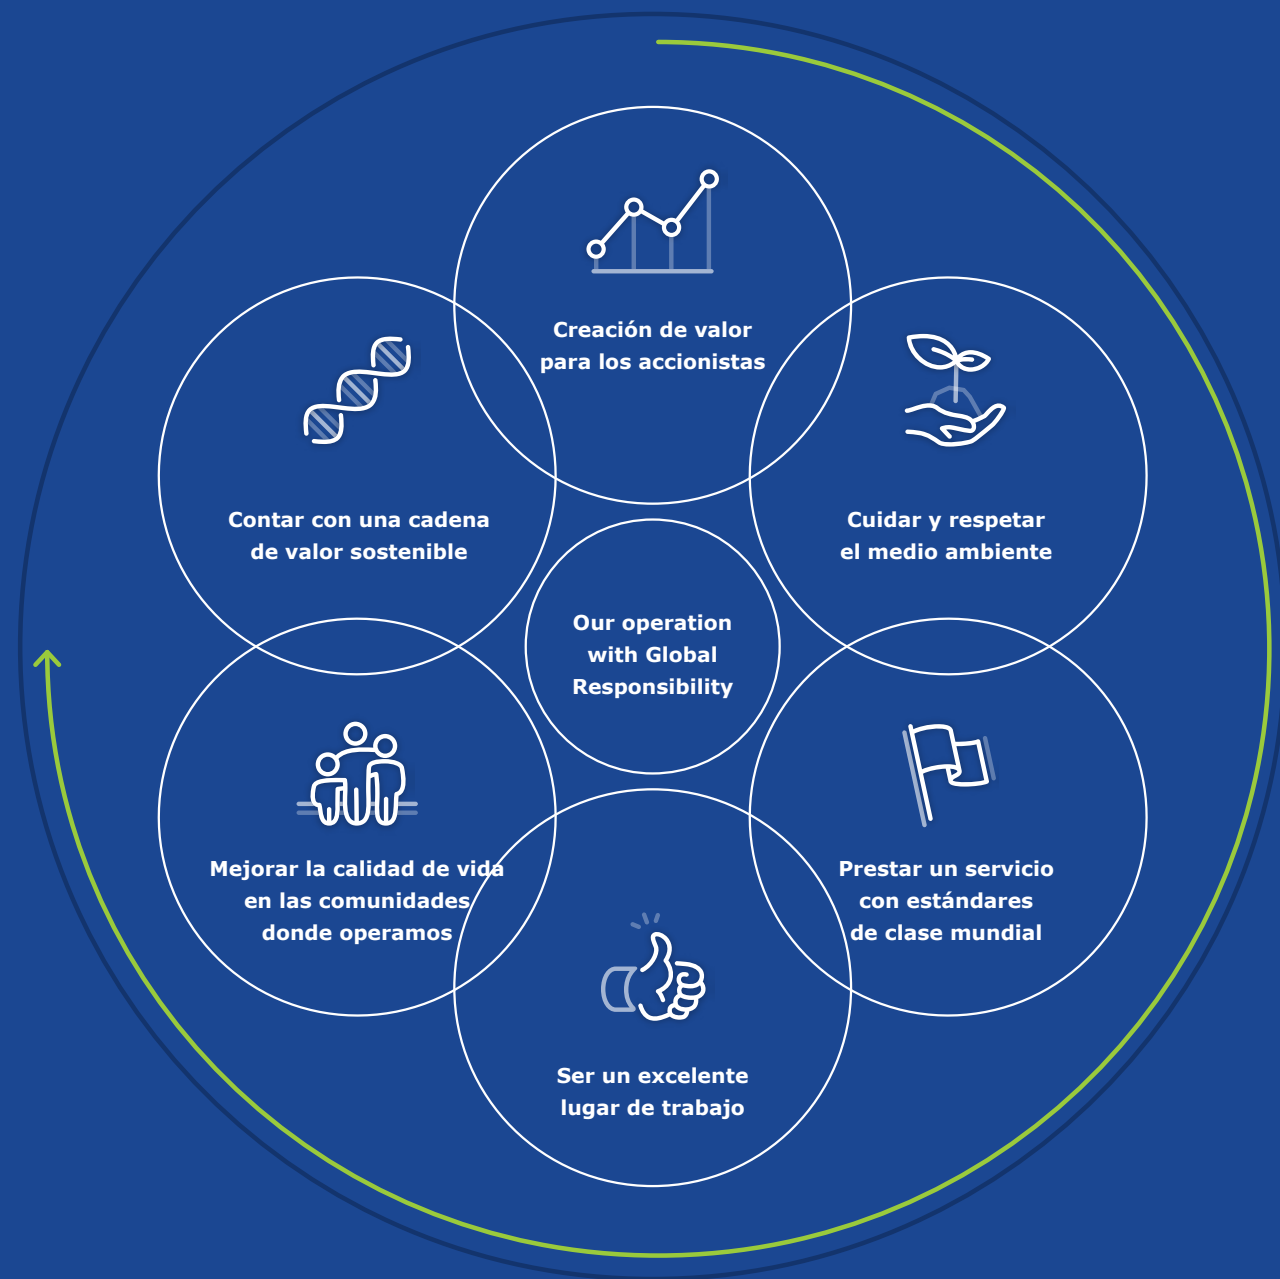 Creación de valor
para los accionistas
Contar con una cadena
de valor sostenible
Cuidar y respetar
el medio ambiente
Our operation
with Global
Responsibility
Mejorar la calidad de vida
en las comunidades
donde operamos
Prestar un servicio
con estándares
de clase mundial
Ser un excelente
lugar de trabajo